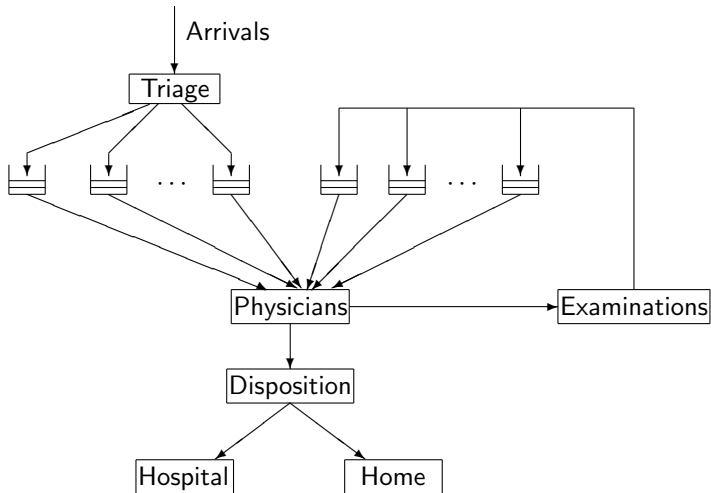 Arrivals
Triage
...
...
Physicians
Examinations
Disposition
Hospital
Home